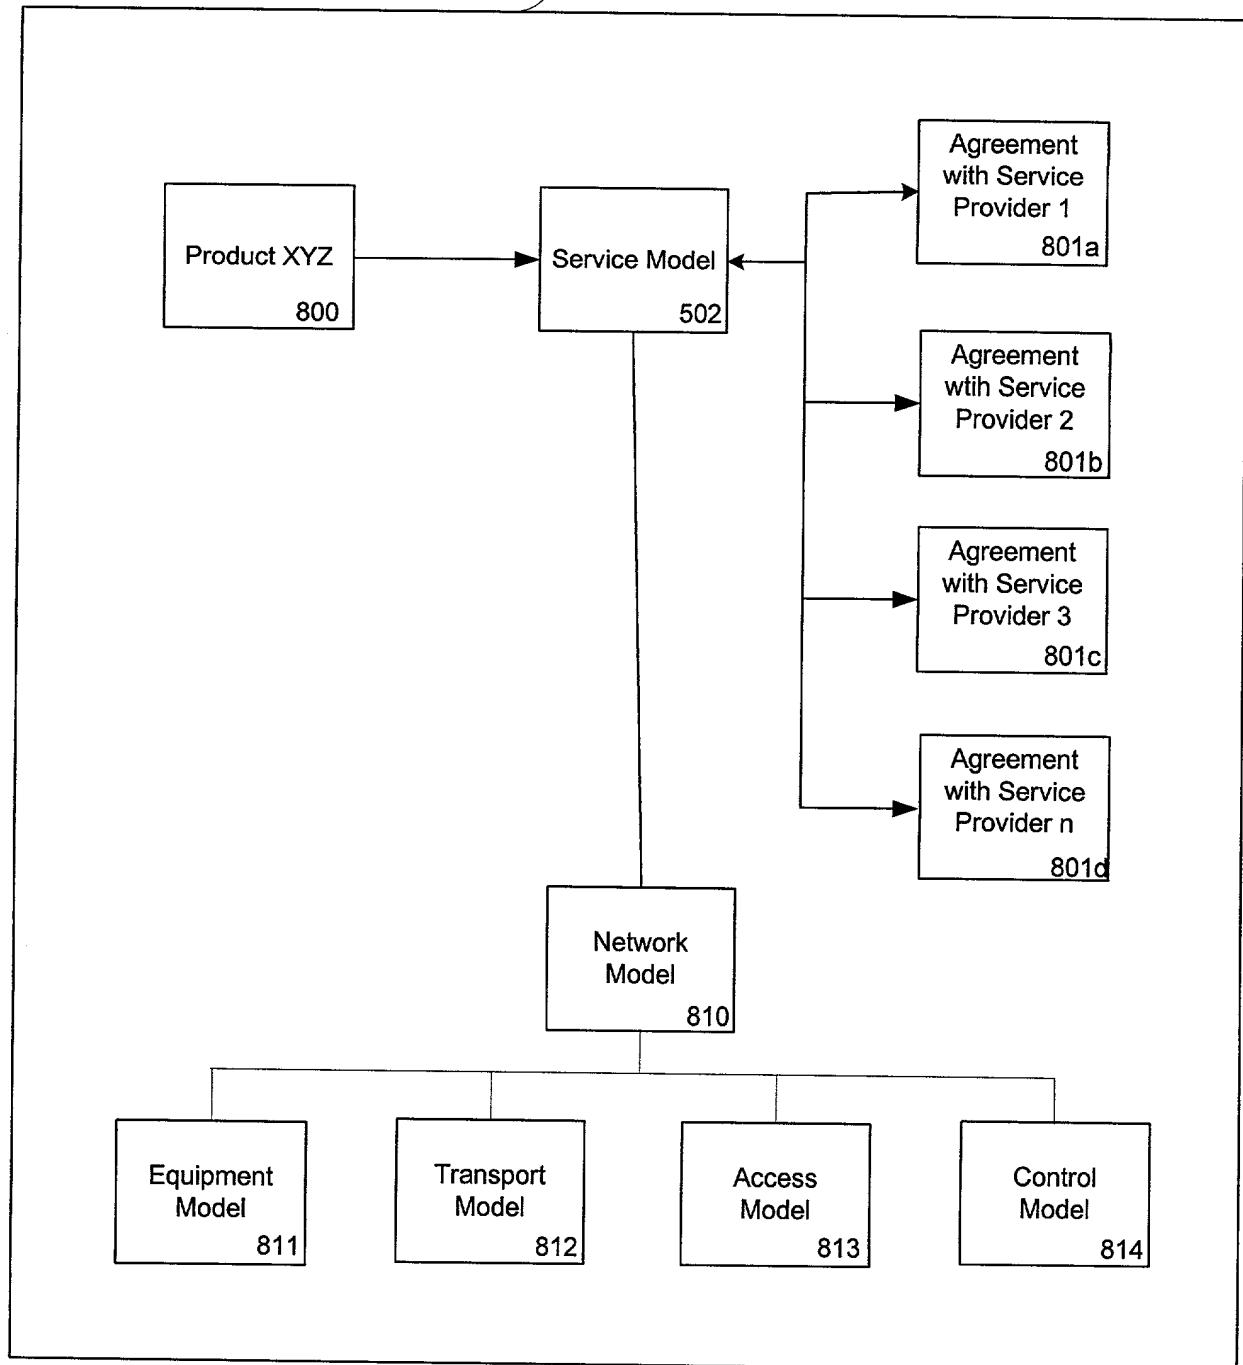 Agreement
with Service
Provider 1
801a
Product XYZ
800
Service Model
502
Agreement
wtih Service
Provider 2
801b
Agreement
with Service
Provider 3
801c
Agreement
with Service
Provider n
801d
Network
Model
810
Equipment
Model
811
Transport
Model
812
Access
Model
813
Control
Model
814